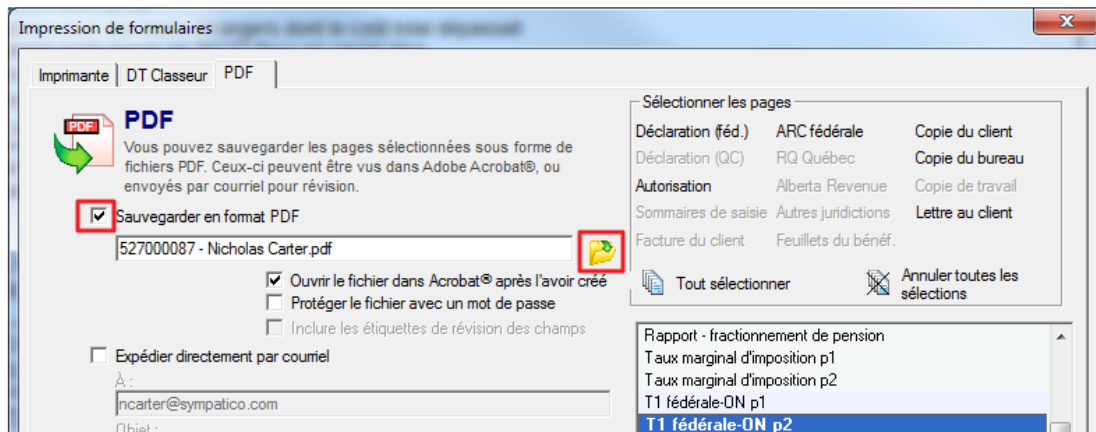 Impression de formulaires
Imprimante
DT Classeur
PDF
PDF
PDF
Vous pouvez sauvegarder les pages sélectionnées sous forme de
fichiers PDF. Ceux-ci peuvent être vus dans Adobe Acrobat®, ou
envoyés par courriel pour révision.
Sauvegarder en format PDF
527000087 - Nicholas Carter.pdf
Ouvrir le fichier dans Acrobat® après l'avoir créé
Protéger le fichier avec un mot de passe
Inclure les étiquettes de révision des champs
Expédier directement par courriel
À :
ncarter@sympatico.com
Objet :
Sélectionner les pages
Déclaration (féd.) ARC fédérale Copie du client
Déclaration (QC) RQ Québec Copie du bureau
Autorisation Alberta Revenue Copie de travail
Sommaires de saisie Autres juridictions Lettre au client
Facture du client Feuillets du bénéf.
Tout sélectionner
Annuler toutes les
sélections
Rapport - fractionnement de pension
Taux marginal d'imposition p1
Taux marginal d'imposition p2
T1 fédérale-ON p1
T1 fédérale-ON p2